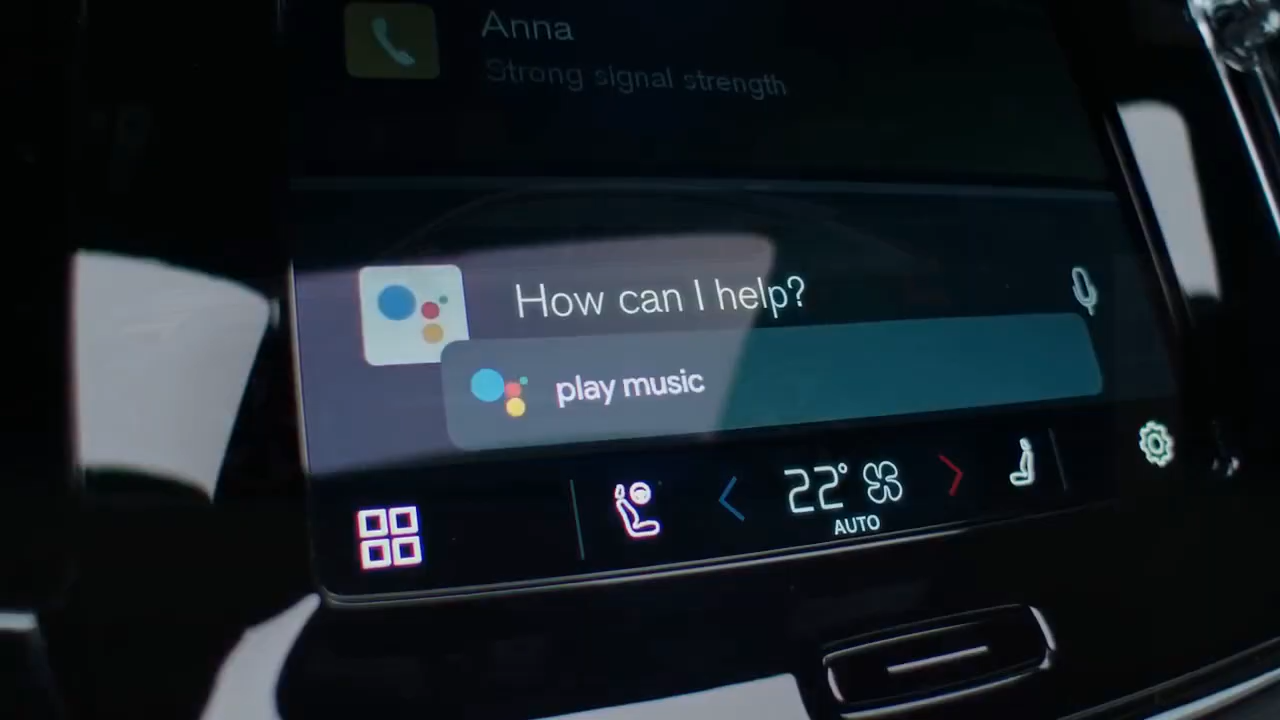 Anna
Strong signal strength
How can I help?
play music
22°
AUTO